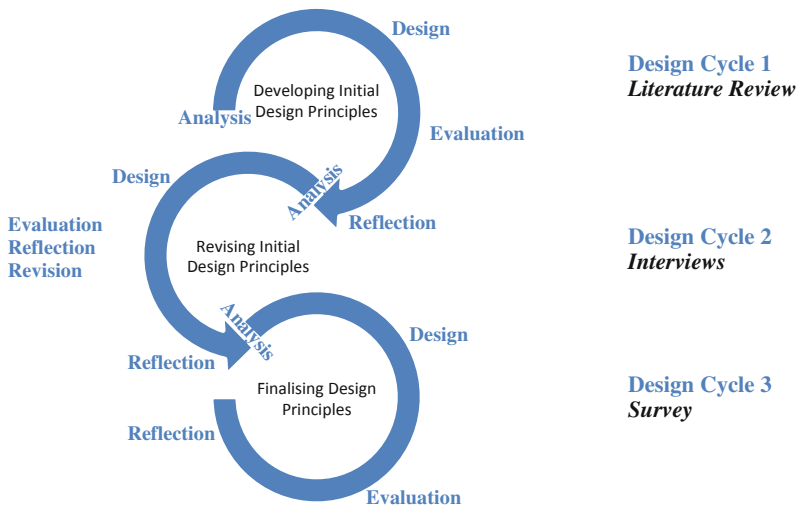 Design
Design Cycle 1
Literature Review
Developing Initial
Design Principles
Analysis
Evaluation
Analysis
Reflection
Design
Evaluation
Reflection
Revision
Revising Initial
Design Principles
Design Cycle 2
Interviews
Analysis
Reflection
Design
Finalising Design
Principles
Design Cycle 3
Survey
Reflection
Evaluation